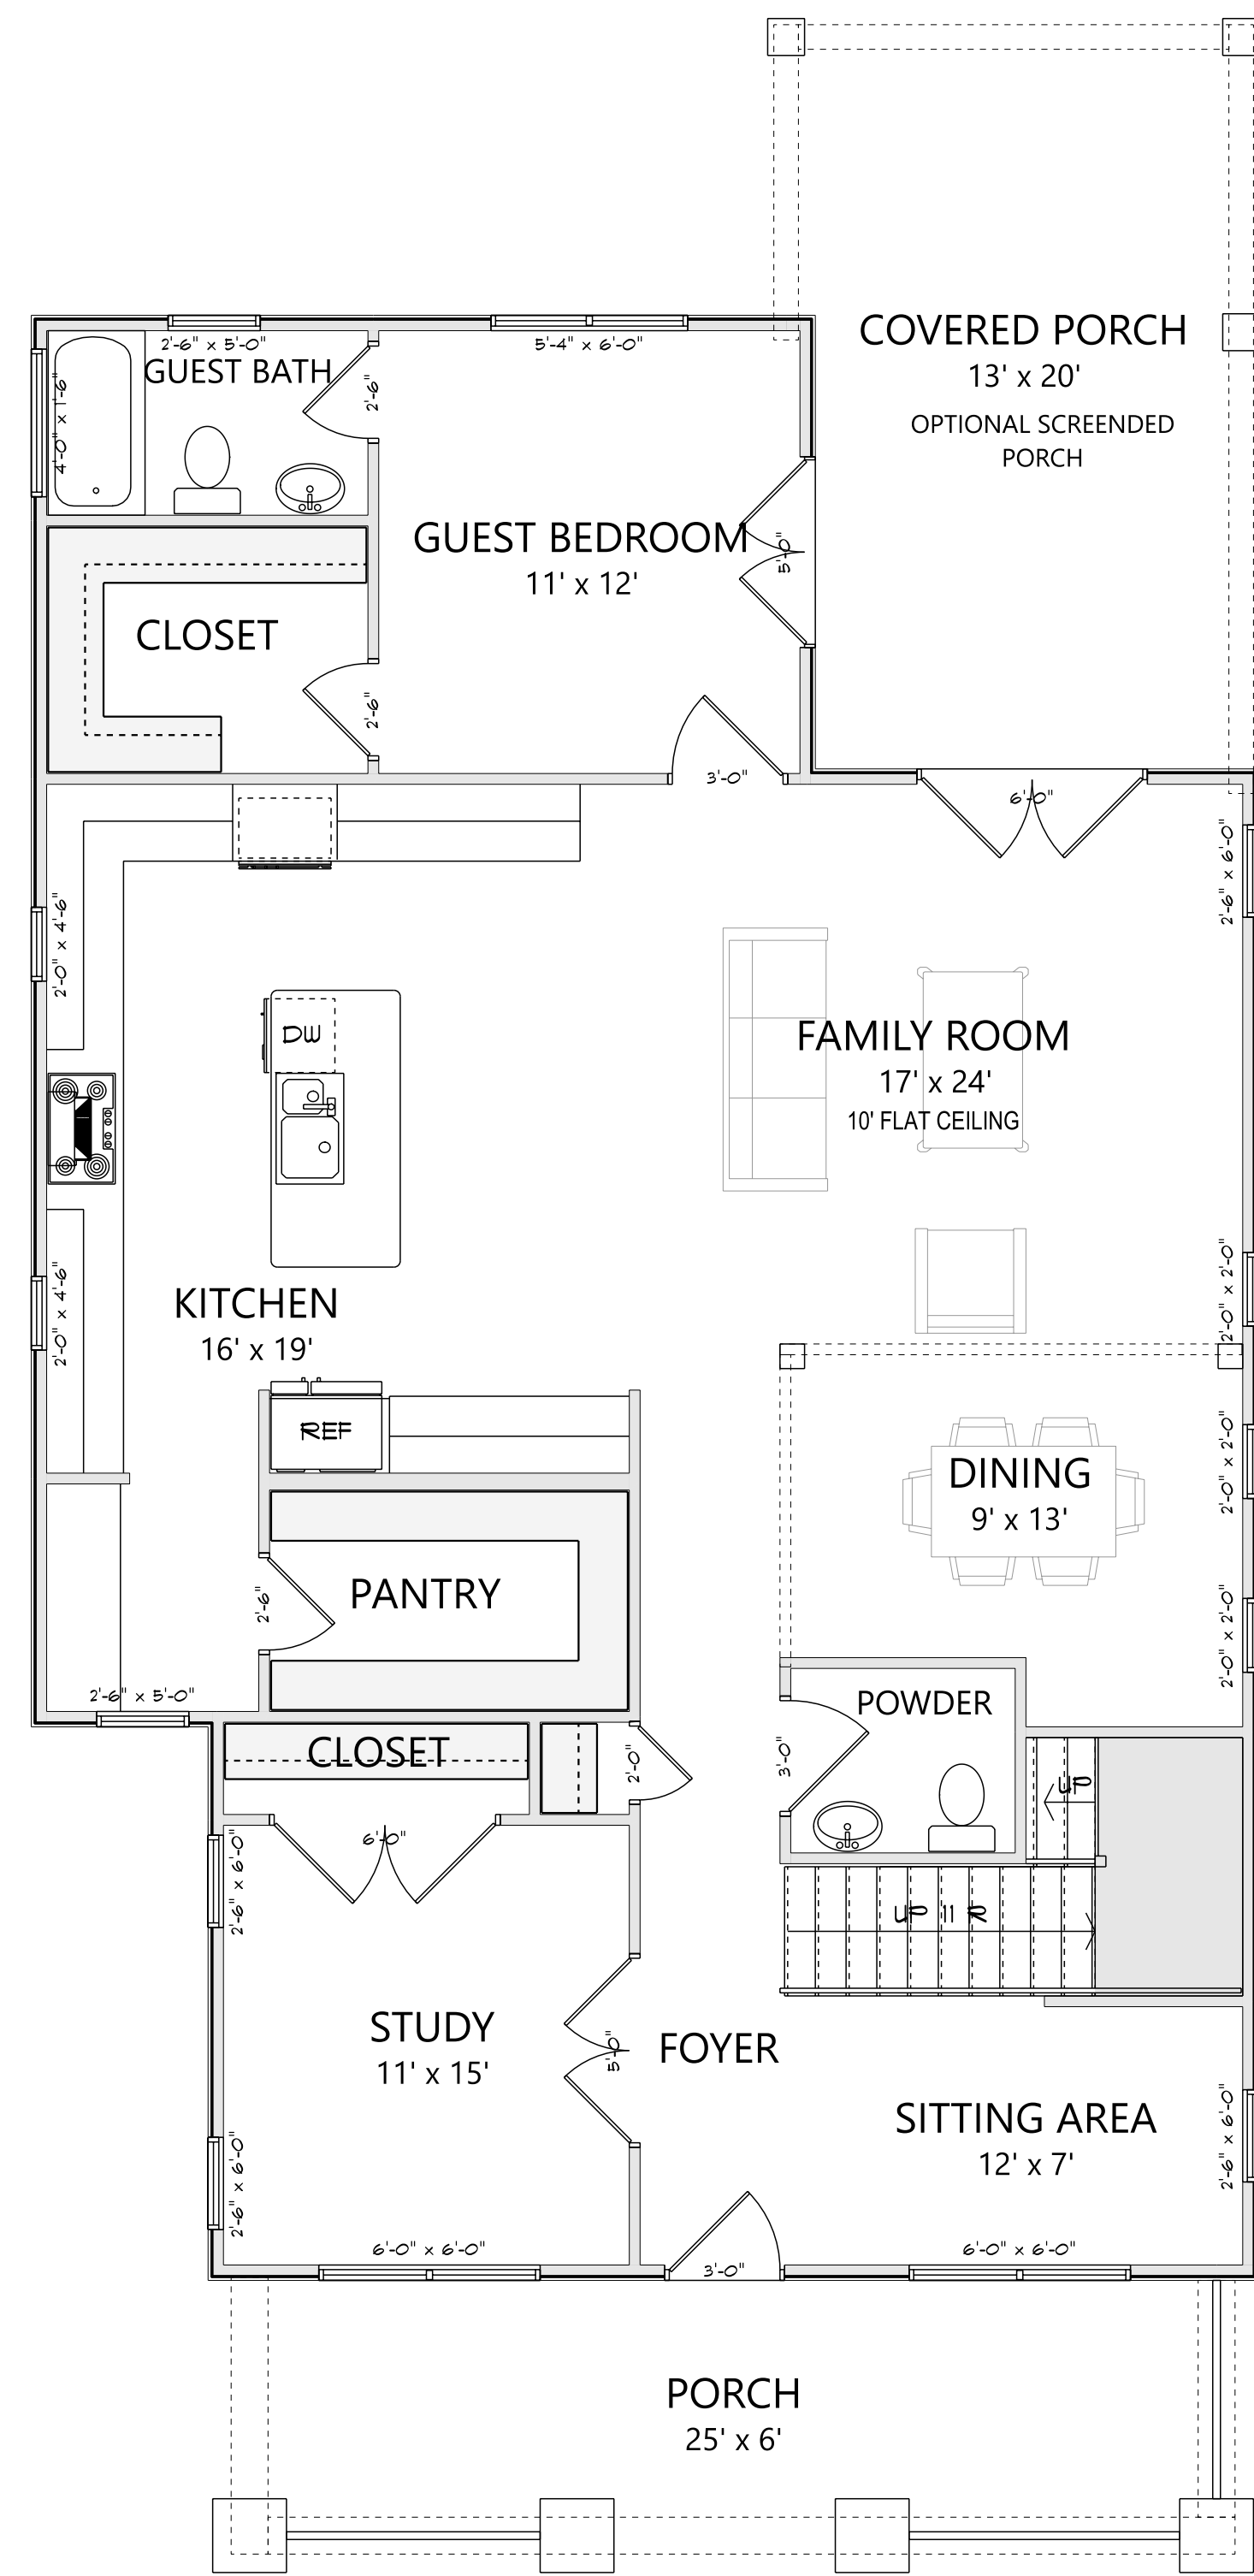 COVERED PORCH
13' x 20'
OPTIONAL SCREENDED
PORCH
2'-6" x 5'-0"
5'-4" x 6'-0"
GUEST BATH
4'-0" x 1'-6"
2'-6"
GUEST BEDROOM
11' x 12'
5'-0"
CLOSET
2'-6"
3'-0"
6'-0"
2'-6" x 6'-0"
2'-0" x 4'-6"
DW
FAMILY ROOM
17' x 24'
10' FLAT CEILING
2'-0" x 4'-6"
KITCHEN
16' x 19'
2'-0" x 2'-0"
REF
DINING
9' x 13'
2'-0" x 2'-0"
PANTRY
2'-6"
2'-0" x 2'-0"
2'-6" x 5'-0"
POWDER
CLOSET
2'-0"
3'-0"
UP
6'-0"
2'-6" x 6'-0"
UP 11 R
STUDY
11' x 15'
5'-0"
FOYER
SITTING AREA
12' x 7'
2'-6" x 6'-0"
2'-6" x 6'-0"
6'-0" x 6'-0"
3'-0"
6'-0" x 6'-0"
PORCH
25' x 6'